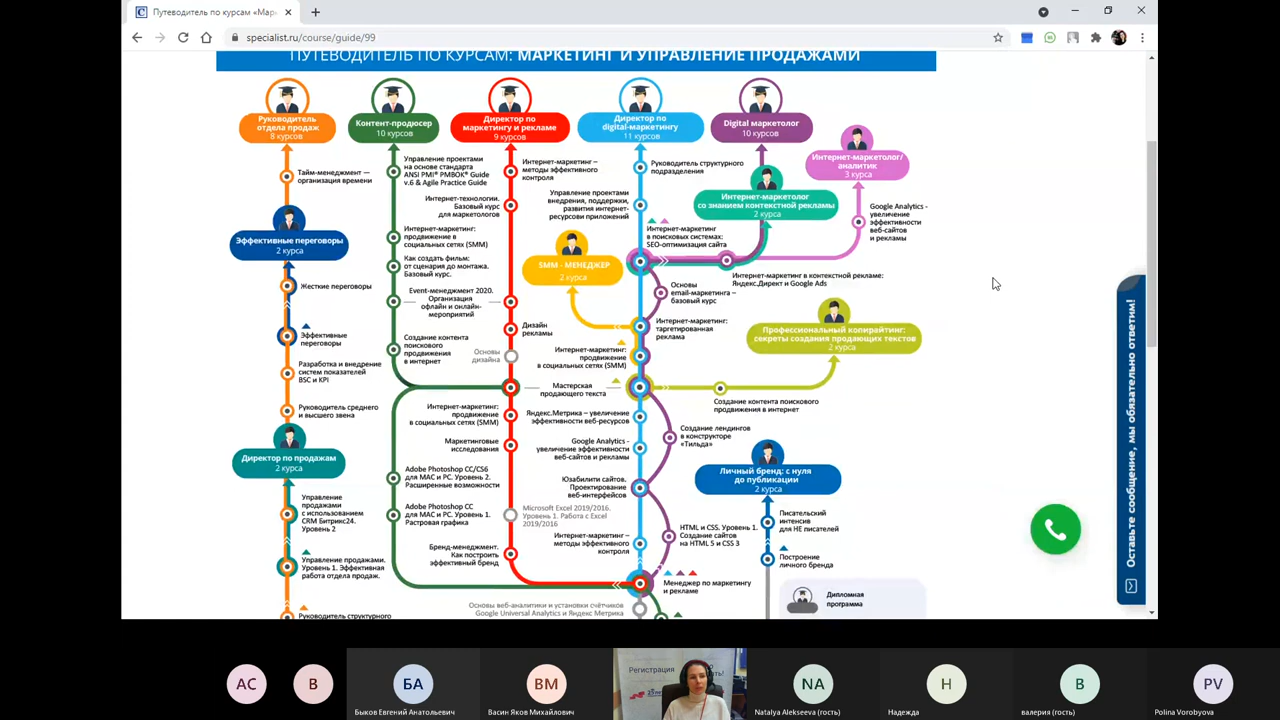 Путеводитель по курсам «Марк
specialist.ru/course/guide/99
ПУТЕВОДИТЕЛЬ ПО КУРСАМ: МАРКЕТИНГ И УПРАВЛЕНИЕ ПРОДАЖАМИ
Руководитель
отдела продаж
8 курсов
Контент-продюсер
10 курсов
Директор по
маркетингу и рекламе
9 курсов
Директор по
digital-маркетингу
11 курсов
Digital маркетолог
10 курсов
Интернет-маркетолог/
аналитик
3 курса
Тайм-менеджмент —
организация времени
Управление проектами
на основе стандарта
ANSI PMI® PMBOK® Guide
v.6 & Agile Practice Guide
Интернет-маркетинг –
методы эффективного
контроля
Руководитель структурного
подразделения
Интернет-технологии.
Базовый курс
для маркетологов
Управление проектами
внедрения, поддержки,
развития интернет-
ресурсови приложений
Интернет-маркетолог
со знанием контекстной рекламы
2 курса
Google Analytics -
увеличение
эффективности
веб-сайтов
и рекламы
Эффективные переговоры
2 курса
Интернет-маркетинг:
продвижение в
социальных сетях (SMM)
Интернет-маркетинг
в поисковых системах:
SEO-оптимизация сайта
Как создать фильм:
от сценария до монтажа.
Базовый курс.
SMM - МЕНЕДЖЕР
2 курса
Интернет-маркетинг в контекстной рекламе:
Яндекс.Директ и Google Ads
Жесткие переговоры
Event-менеджмент 2020.
Организация
офлайн и онлайн-
мероприятий
Основы
email-маркетинга –
базовый курс
Эффективные
переговоры
Дизайн
рекламы
Интернет-маркетинг:
таргетированная
реклама
Профессиональный копирайтинг:
секреты создания продающих текстов
2 курса
Создание контента
поискового
продвижения
в интернет
Основы
дизайна
Интернет-маркетинг:
продвижение
в социальных сетях (SMM)
Разработка и внедрение
систем показателей
BSC и KPI
Мастерская
продающего текста
Руководитель среднего
и высшего звена
Интернет-маркетинг:
продвижение
в социальных сетях (SMM)
Яндекс.Метрика – увеличение
эффективности веб-ресурсов
Создание контента поискового
продвижения в интернет
Создание лендингов
в конструкторе
«Тильда»
Директор по продажам
2 курса
Маркетинговые
исследования
Google Analytics -
увеличение эффективности
веб-сайтов и рекламы
Личный бренд: с нуля
до публикации
2 курса
Adobe Photoshop CC/CS6
для MAC и PC. Уровень 2.
Расширенные возможности
Юзабилити сайтов.
Проектирование
веб-интерфейсов
Управление
продажами
с использованием
CRM Битрикс24.
Уровень 2
Adobe Photoshop CC
для MAC и PC. Уровень 1.
Растровая графика
Microsoft Excel 2019/2016.
Уровень 1. Работа с Excel
2019/2016
HTML и CSS. Уровень 1.
Создание сайтов
на HTML 5 и CSS 3
Писательский
интенсив
для НЕ писателей
Управление продажами.
Уровень 1. Эффективная
работа отдела продаж.
Бренд-менеджмент.
Как построить
эффективный бренд
Интернет-маркетинг –
методы эффективного
контроля
Построение
личного бренда
Менеджер по маркетингу
и рекламе
Дипломная
программа
Руководитель структурного
Основы веб-аналитики и установки счётчиков
Google Universal Analytics и Яндекс Метрика
Оставьте сообщение, мы обязательно ответим!
АС
В
БА
Быков Евгений Анатольевич
ВМ
Васин Яков Михайлович
Регистрация
NA
Natalya Alekseeva (гость)
Н
Надежда
В
валерия (гость)
PV
Polina Vorobyova